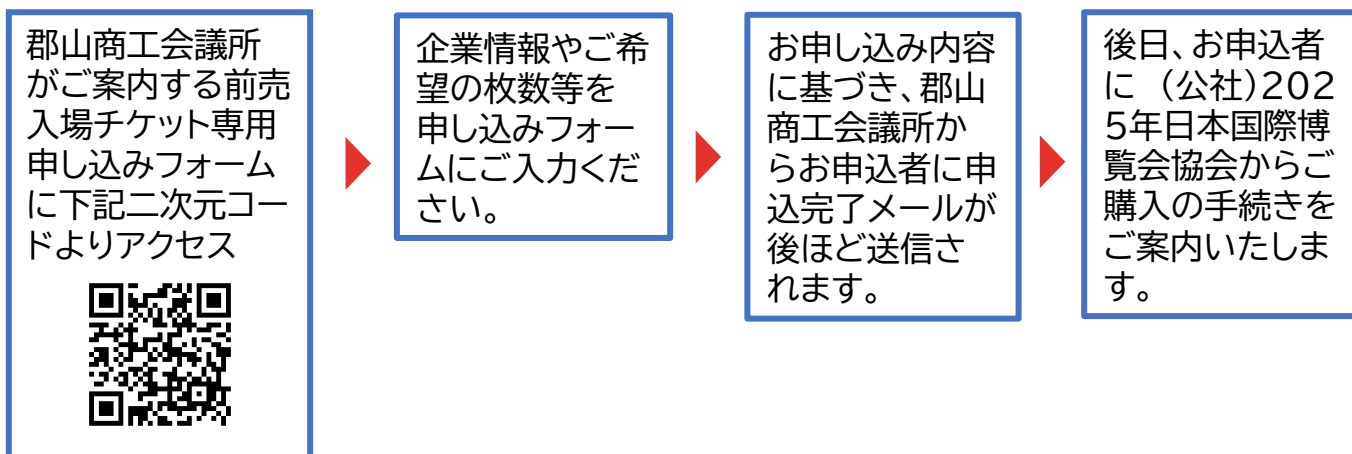 郡山商工会議所
がご案内する前売
入場チケット専用
申し込みフォーム
に下記二次元コー
ドよりアクセス
企業情報やご希
望の枚数等を
申し込みフォー
ムにご入力くだ
さい。
お申し込み内容
に基づき、郡山
商工会議所か
らお申込者に申
込完了メールが
後ほど送信さ
れます。
後日、お申込者
に （公社）202
5年日本国際博
覧会協会からご
購入の手続きを
ご案内いたしま
す。